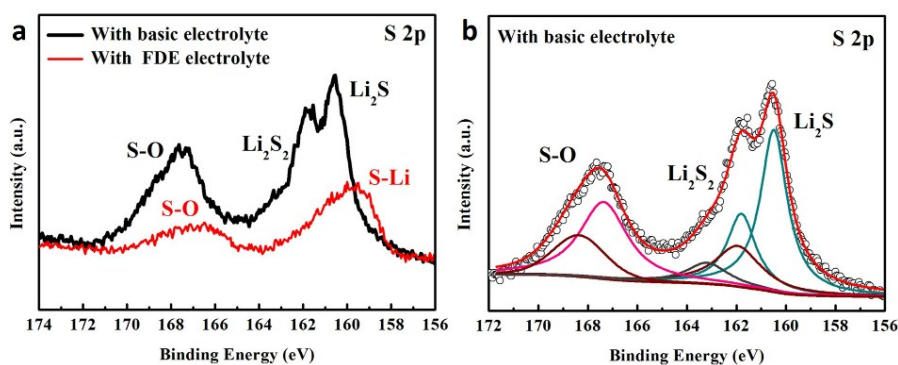 a
With basic electrolyte
With FDE electrolyte
S 2p
Li₂S
Li₂S₂
S-O
S-Li
S-O
Intensity (a.u.)
174 172 170 168 166 164 162 160 158 156
Binding Energy (eV)
b
With basic electrolyte
S 2p
Li₂S
S-O
Li₂S₂
Intensity (a.u.)
172 170 168 166 164 162 160 158 156
Binding Energy (eV)